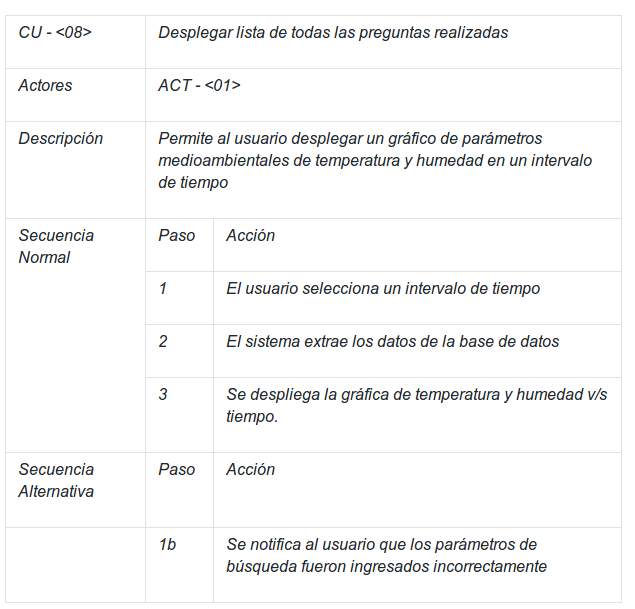 CU - <08> Desplegar lista de todas las preguntas realizadas
Actores ACT - <01>
Descripción Permite al usuario desplegar un gráfico de parámetros
medioambientales de temperatura y humedad en un intervalo
de tiempo
Secuencia Paso Acción
Normal
1 El usuario selecciona un intervalo de tiempo
2 El sistema extrae los datos de la base de datos
3 Se despliega la gráfica de temperatura y humedad v/s
tiempo.
Secuencia Paso Acción
Alternativa
1b Se notifica al usuario que los parámetros de
búsqueda fueron ingresados incorrectamente